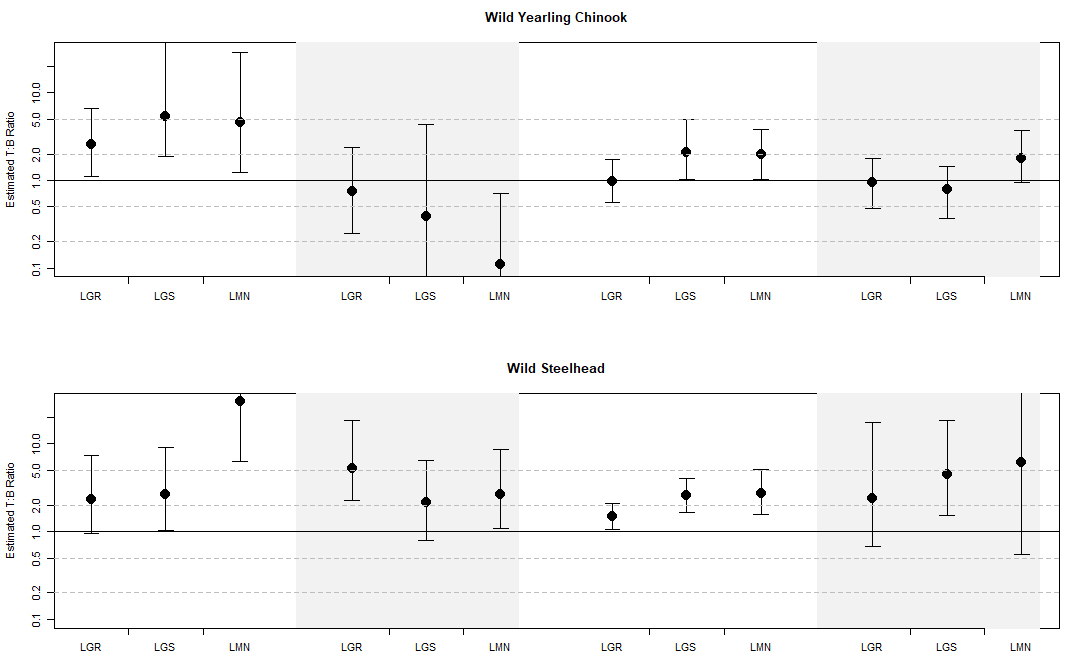 Wild Yearling Chinook
Estimated T:B Ratio
10.0
5.0
2.0
1.0
0.5
0.2
0.1
LGR LGS LMN LGR LGS LMN LGR LGS LMN LGR LGS LMN
Wild Steelhead
Estimated T:B Ratio
10.0
5.0
2.0
1.0
0.5
0.2
0.1
LGR LGS LMN LGR LGS LMN LGR LGS LMN LGR LGS LMN